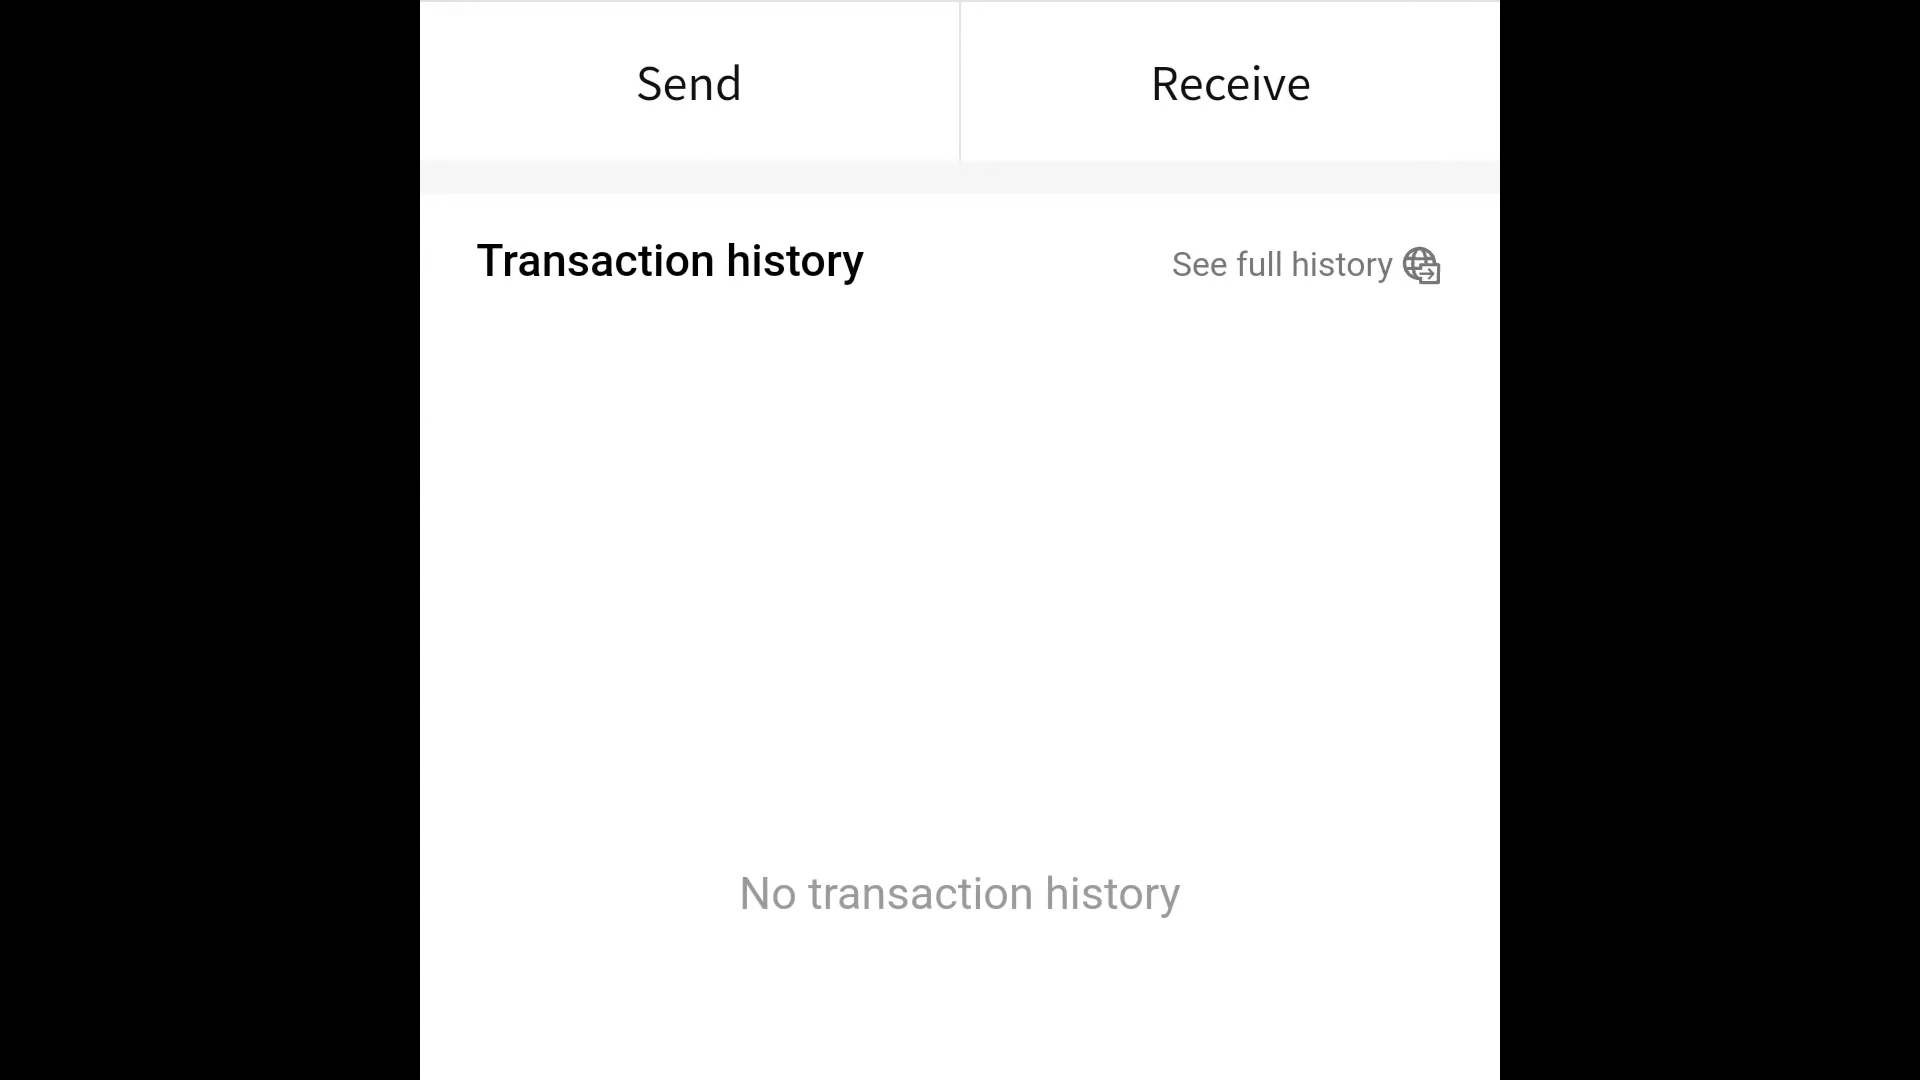 Send
Receive
Transaction history
See full history
No transaction history